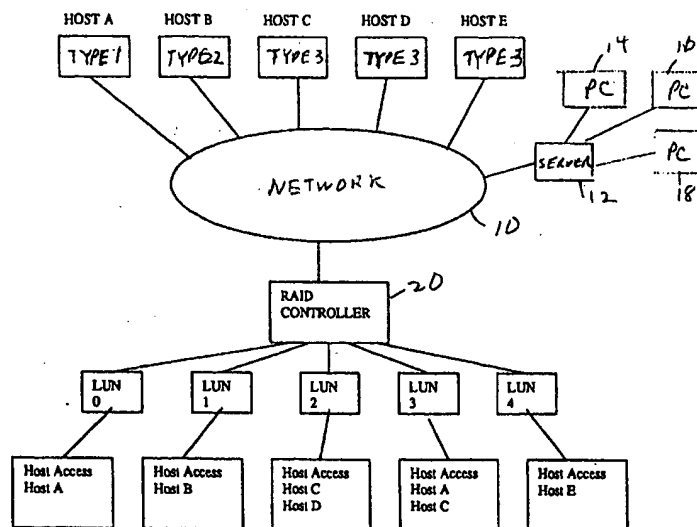 HOST A HOST B HOST C HOST D HOST E
TYPE 1 TYPE 22 TYPE 3 TYPE 3 TYPE 3
14 16
PC PC
SERVER PC
12 18
NETWORK
10
20
RAID
CONTROLLER
LUN LUN LUN LUN LUN
0 1 2 3 4
Host Access Host Access Host Access Host Access Host Access
Host A Host B Host C Host A Host E
Host D Host C